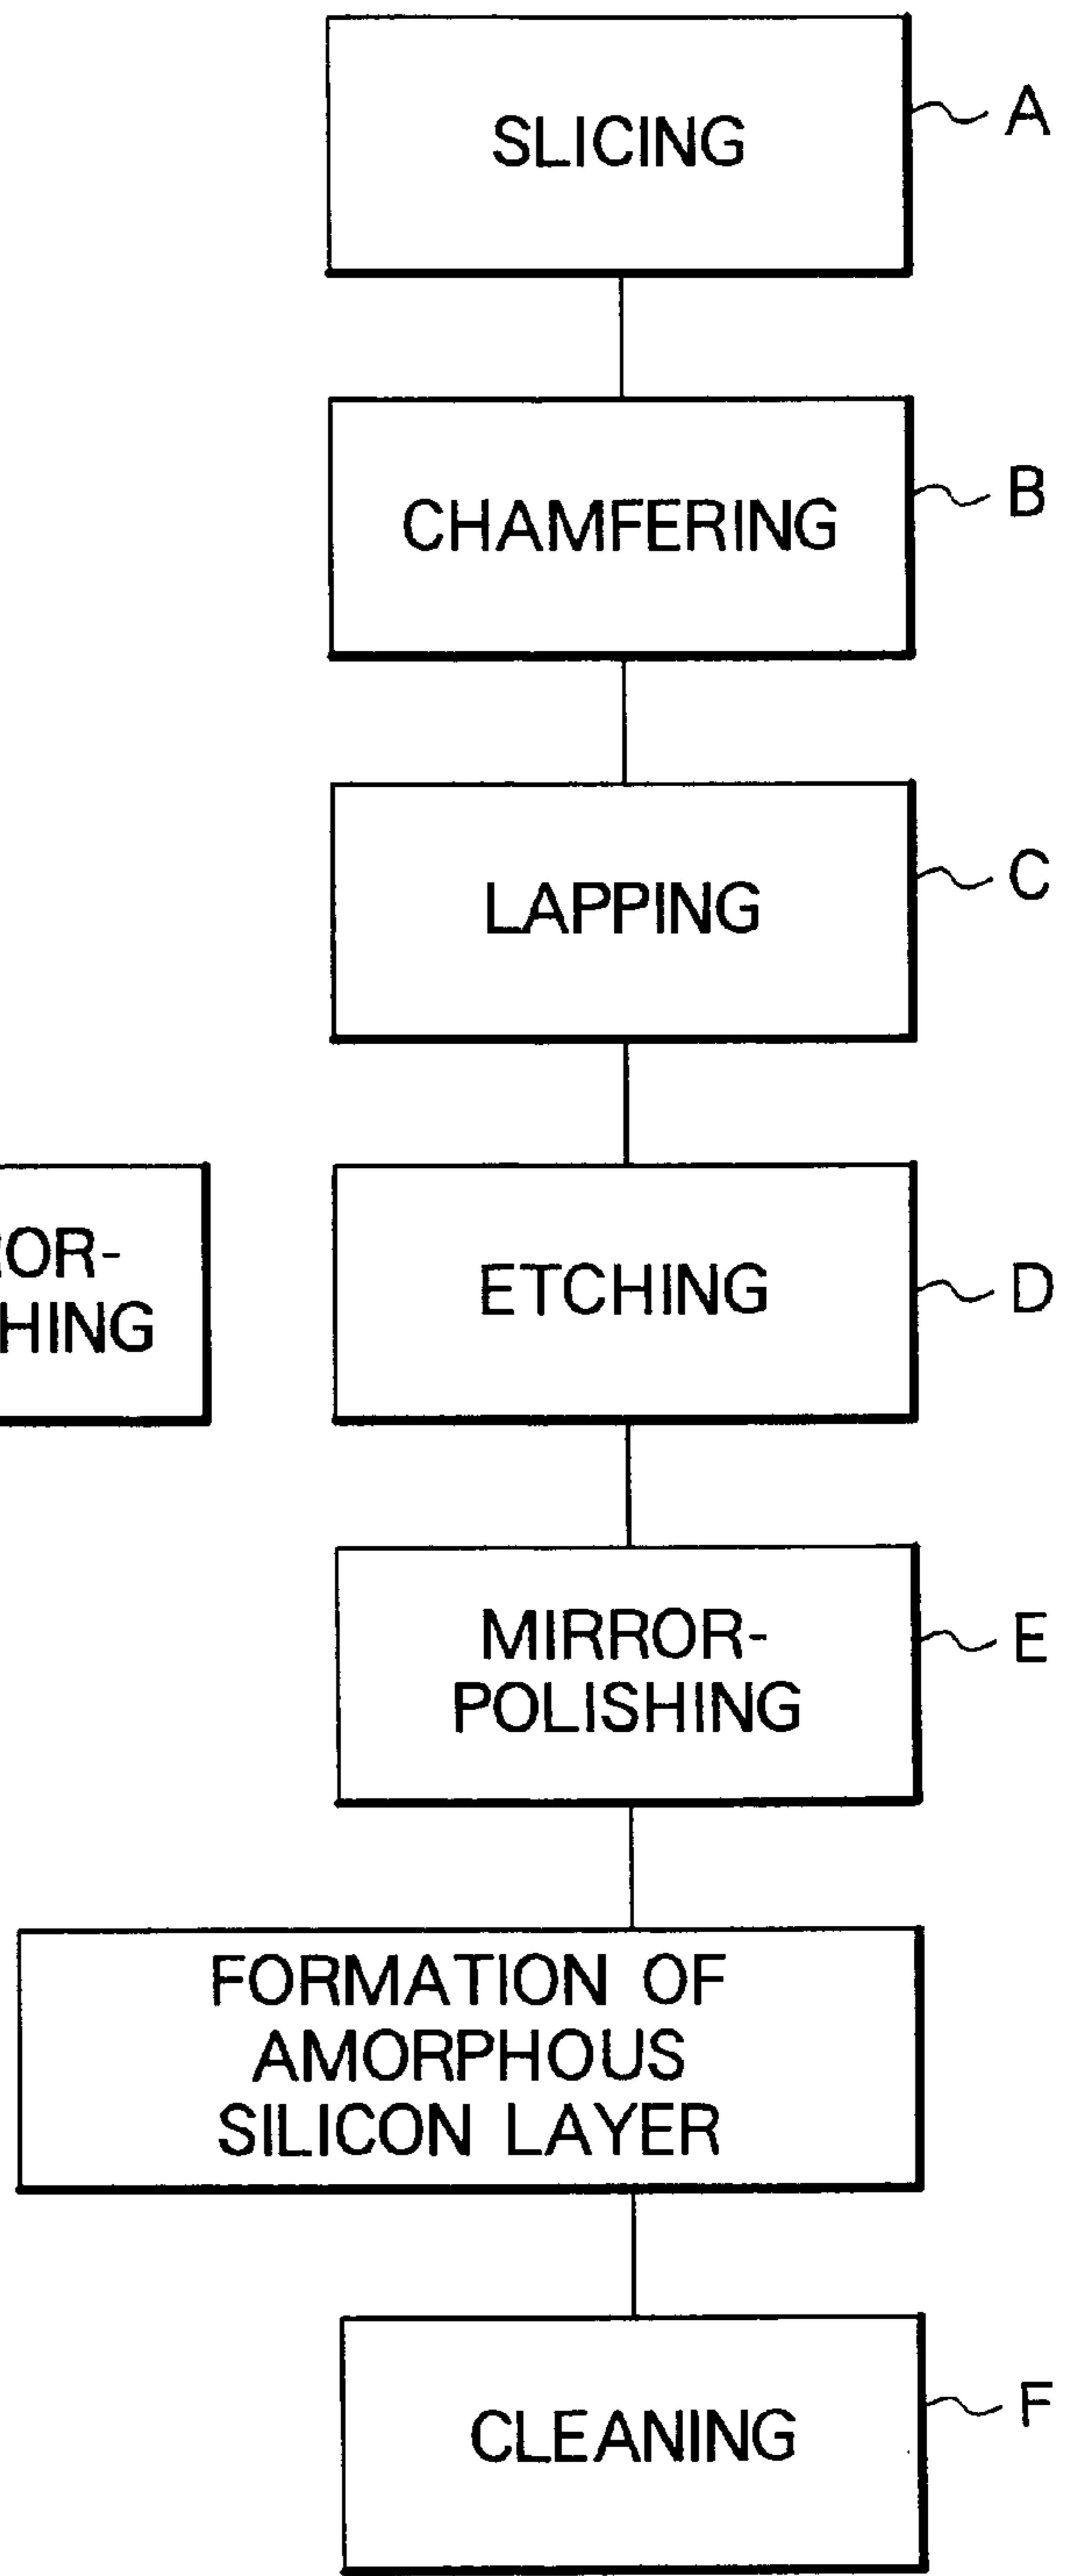 SLICING
A
CHAMFERING
B
LAPPING
C
ETCHING
D
MIRROR-
POLISHING
E
FORMATION OF
AMORPHOUS
SILICON LAYER
CLEANING
F